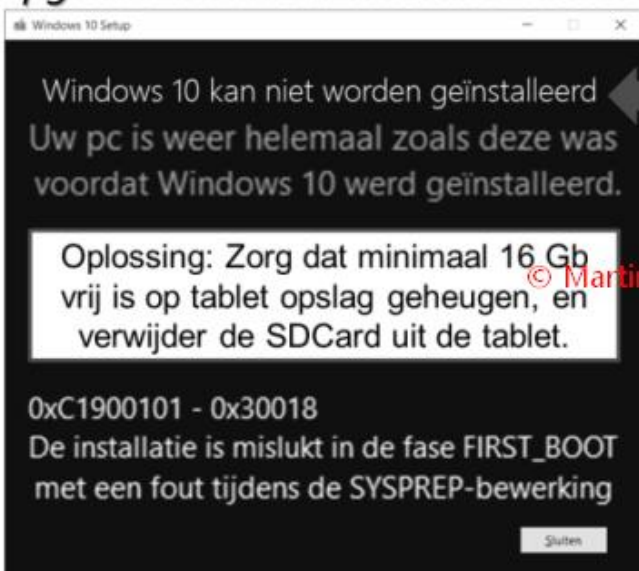 Windows 10 Setup
Windows 10 kan niet worden geïnstalleerd
Uw pc is weer helemaal zoals deze was
voordat Windows 10 werd geïnstalleerd.
Oplossing: Zorg dat minimaal 16 Gb
© Marti
vrij is op tablet opslag geheugen, en
verwijder de SDCard uit de tablet.
0xC1900101 - 0x30018
De installatie is mislukt in de fase FIRST_BOOT
met een fout tijdens de SYSPREP-bewerking
Sluiten